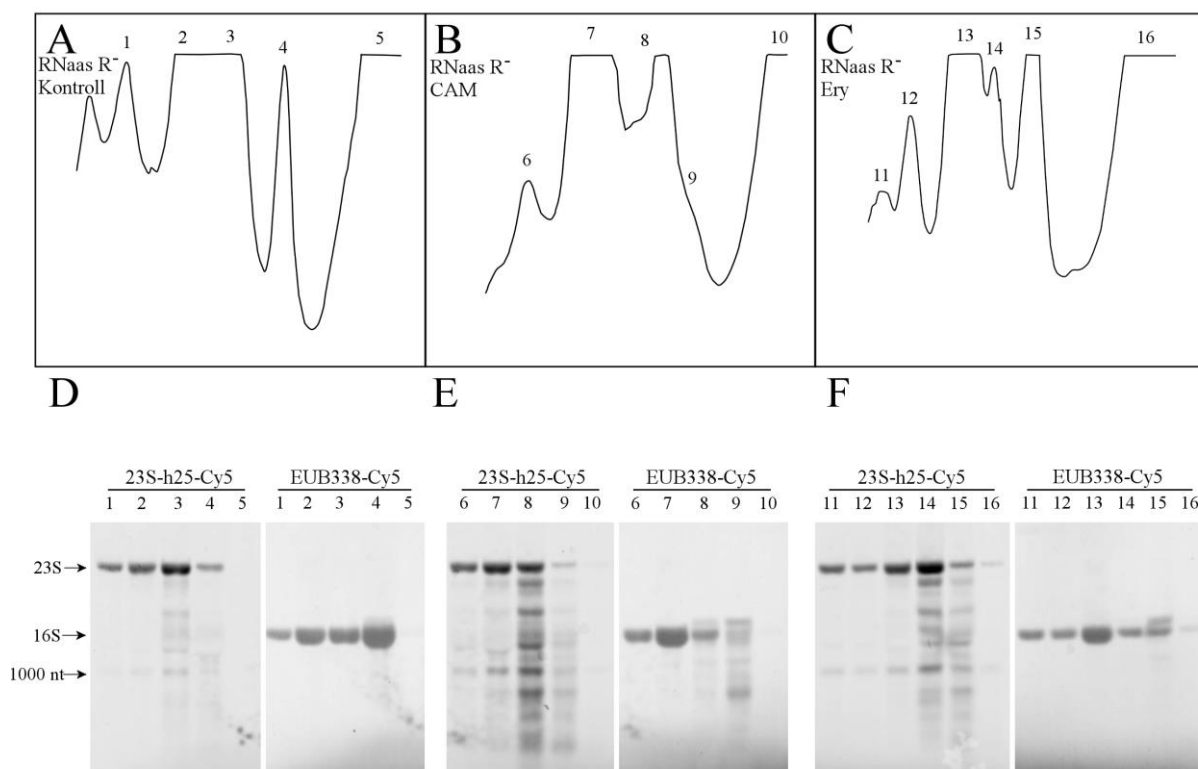 A
1 2 3 4 5
RNaas R⁻
Kontroll
B
6 7 8 9 10
RNaas R⁻
CAM
C
11 12 13 14 15 16
RNaas R⁻
Ery
D
23S-h25-Cy5 EUB338-Cy5
1 2 3 4 5 1 2 3 4 5
E
23S-h25-Cy5 EUB338-Cy5
6 7 8 9 10 6 7 8 9 10
F
23S-h25-Cy5 EUB338-Cy5
11 12 13 14 15 16 11 12 13 14 15 16
23S→
16S→
1000 nt→